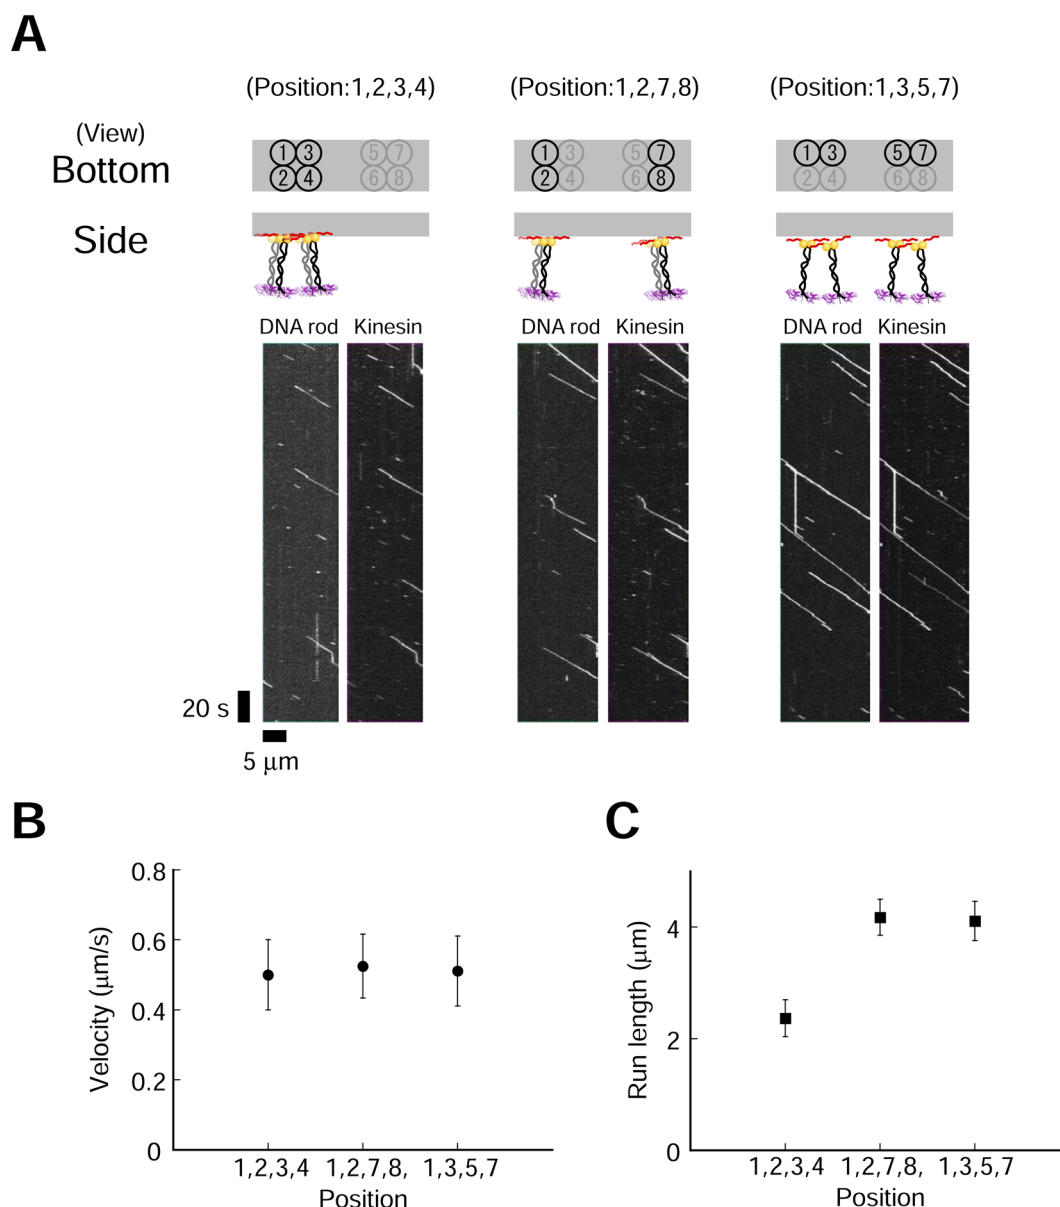 A
(Position:1,2,3,4) (Position:1,2,7,8) (Position:1,3,5,7)
(View)
Bottom
1 3 5 7 1 3 5 7 1 3 5 7
2 4 6 8 2 4 6 8 2 4 6 8
Side
DNA rod Kinesin DNA rod Kinesin DNA rod Kinesin
20 s
5 μm
B
0.8
0.6
0.4
0.2
0
Velocity (μm/s)
1,2,3,4 1,2,7,8, 1,3,5,7
Position
C
4
2
0
Run length (μm)
1,2,3,4 1,2,7,8, 1,3,5,7
Position